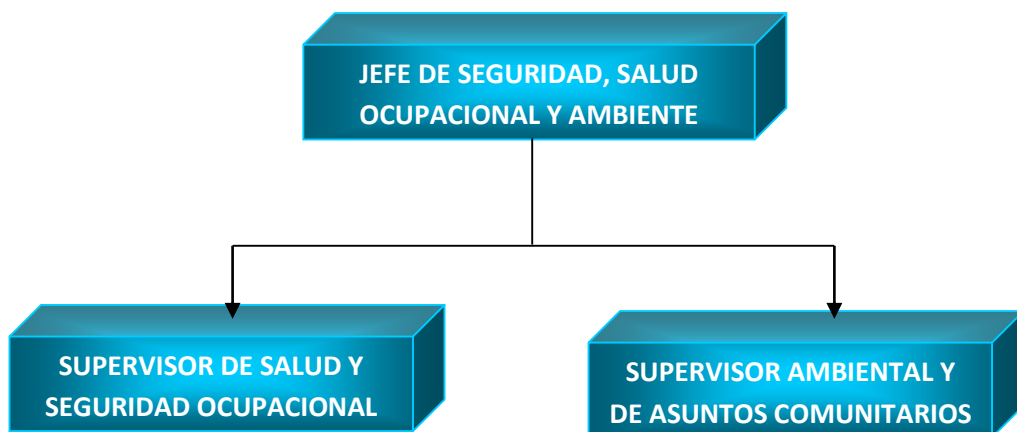 JEFE DE SEGURIDAD, SALUD
OCUPACIONAL Y AMBIENTE
SUPERVISOR DE SALUD Y
SEGURIDAD OCUPACIONAL
SUPERVISOR AMBIENTAL Y
DE ASUNTOS COMUNITARIOS